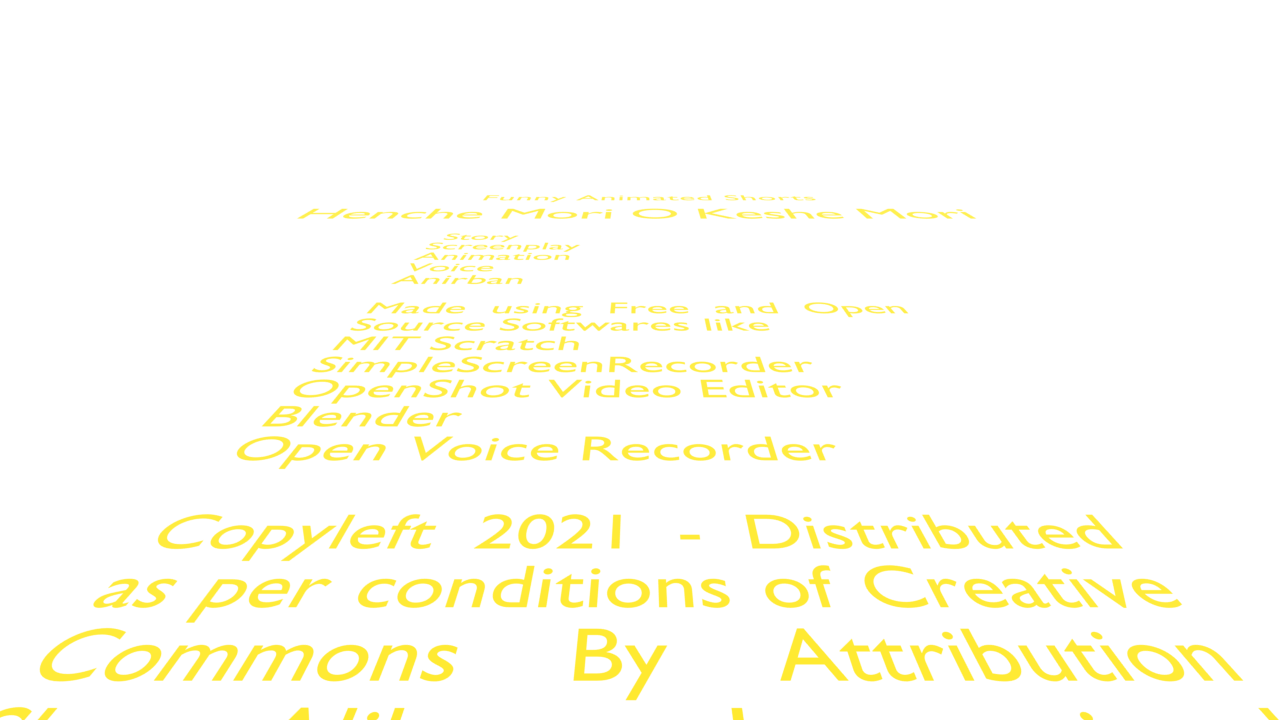 Funny Animated Shorts
Henche Mori O Keshe Mori
Story
Screenplay
Animation
Voice
Anirban
Made using Free and Open
Source Softwares like
MIT Scratch
SimpleScreenRecorder
OpenShot Video Editor
Blender
Open Voice Recorder
Copyleft 2021 - Distributed
as per conditions of Creative
Commons By Attribution